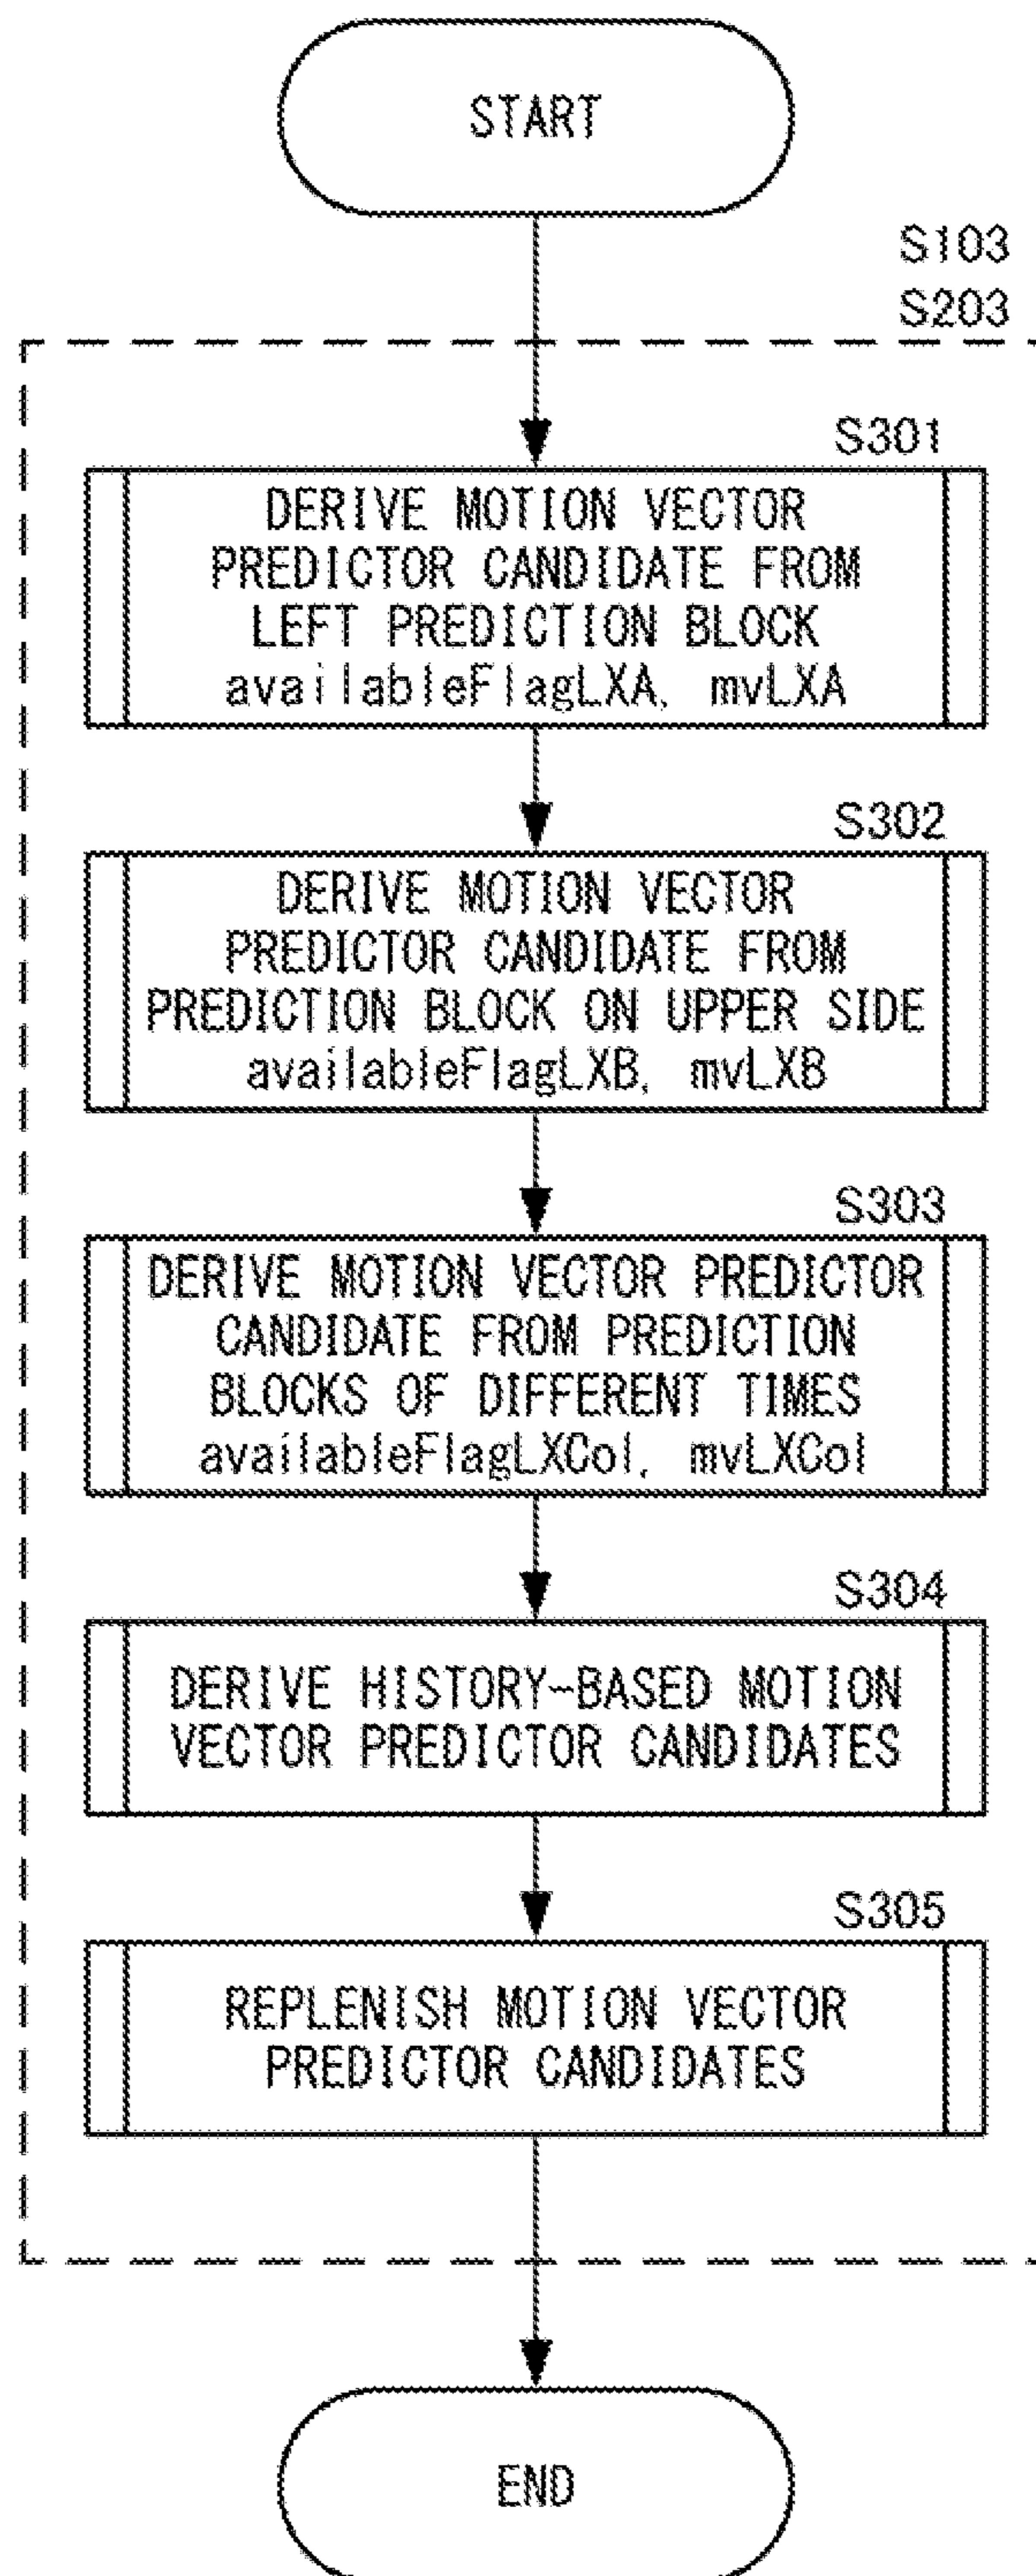 START
S103
S203
S301
DERIVE MOTION VECTOR
PREDICTOR CANDIDATE FROM
LEFT PREDICTION BLOCK
availableFlagLXA, mvLXA
S302
DERIVE MOTION VECTOR
PREDICTOR CANDIDATE FROM
PREDICTION BLOCK ON UPPER SIDE
availableFlagLXB, mvLXB
S303
DERIVE MOTION VECTOR PREDICTOR
CANDIDATE FROM PREDICTION
BLOCKS OF DIFFERENT TIMES
availableFlagLXCol, mvLXCol
S304
DERIVE HISTORY-BASED MOTION
VECTOR PREDICTOR CANDIDATES
S305
REPLENISH MOTION VECTOR
PREDICTOR CANDIDATES
END